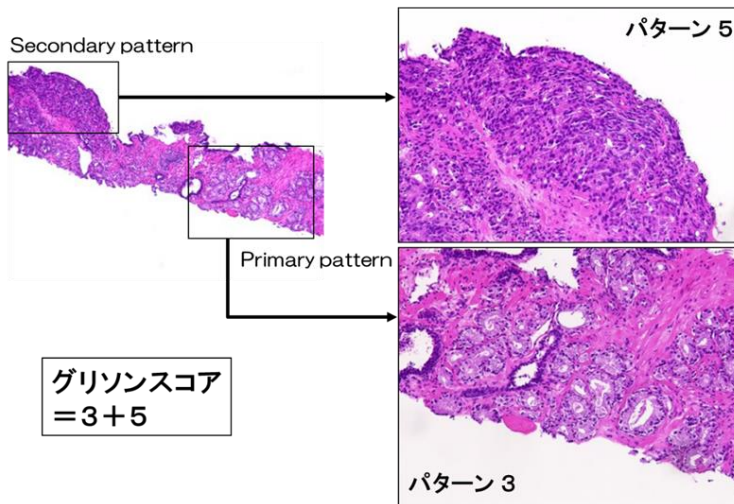 Secondary pattern
パターン 5
Primary pattern
グリソンスコア
＝3＋5
パターン 3